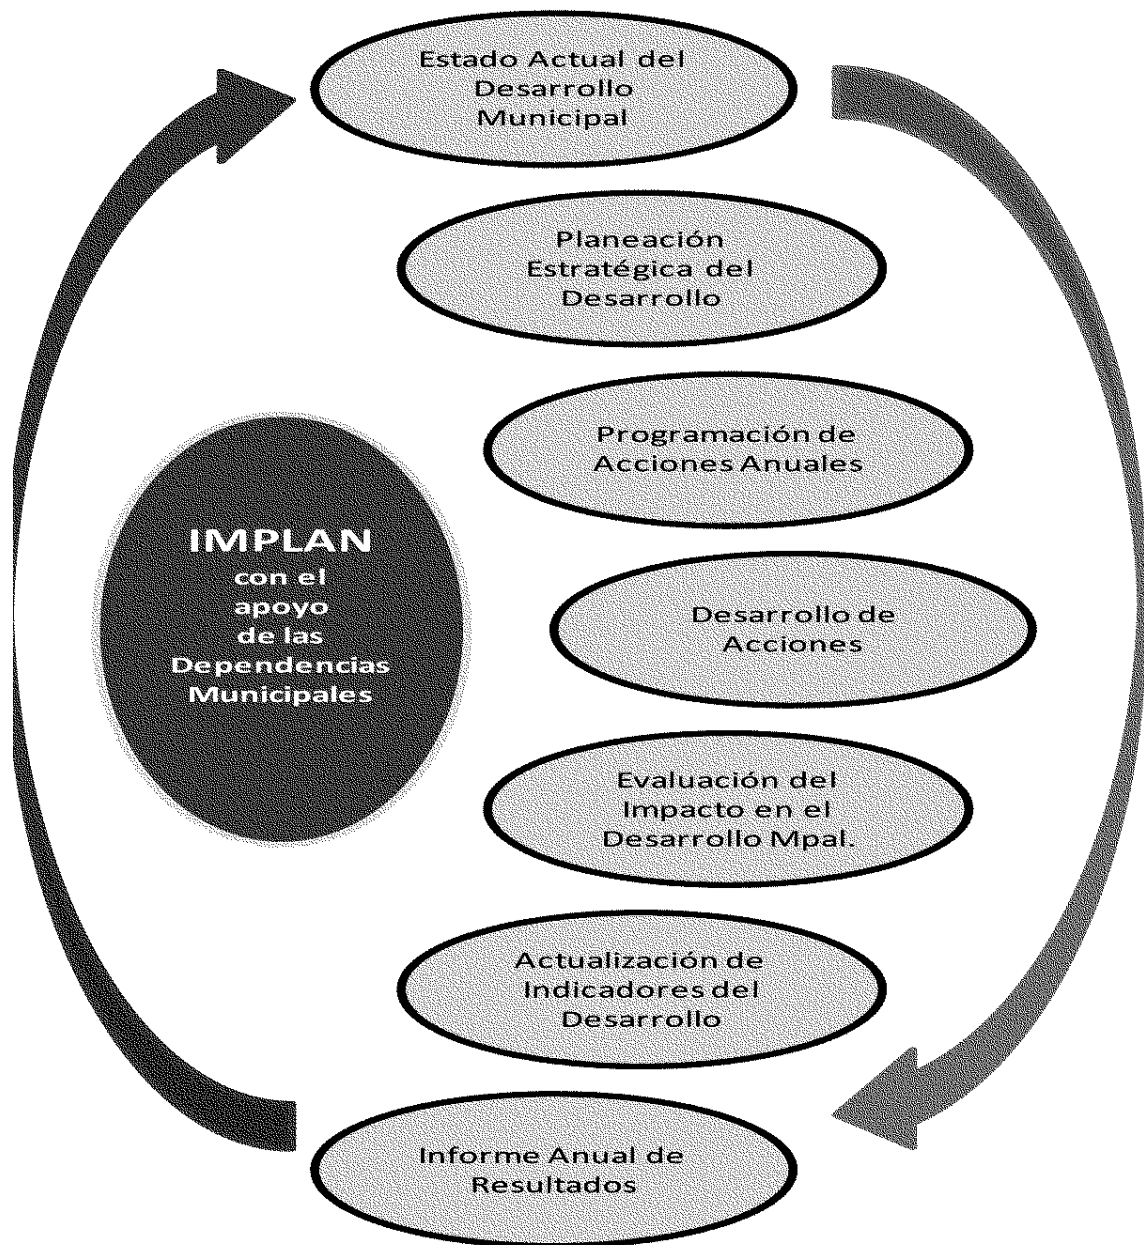 Estado Actual del
Desarrollo
Municipal
Planeación
Estratégica del
Desarrollo
Programación de
Acciones Anuales
IMPLAN
con el
apoyo
de las
Dependencias
Municipales
Desarrollo de
Acciones
Evaluación del
Impacto en el
Desarrollo Mpal.
Actualización de
Indicadores del
Desarrollo
Informe Anual de
Resultados